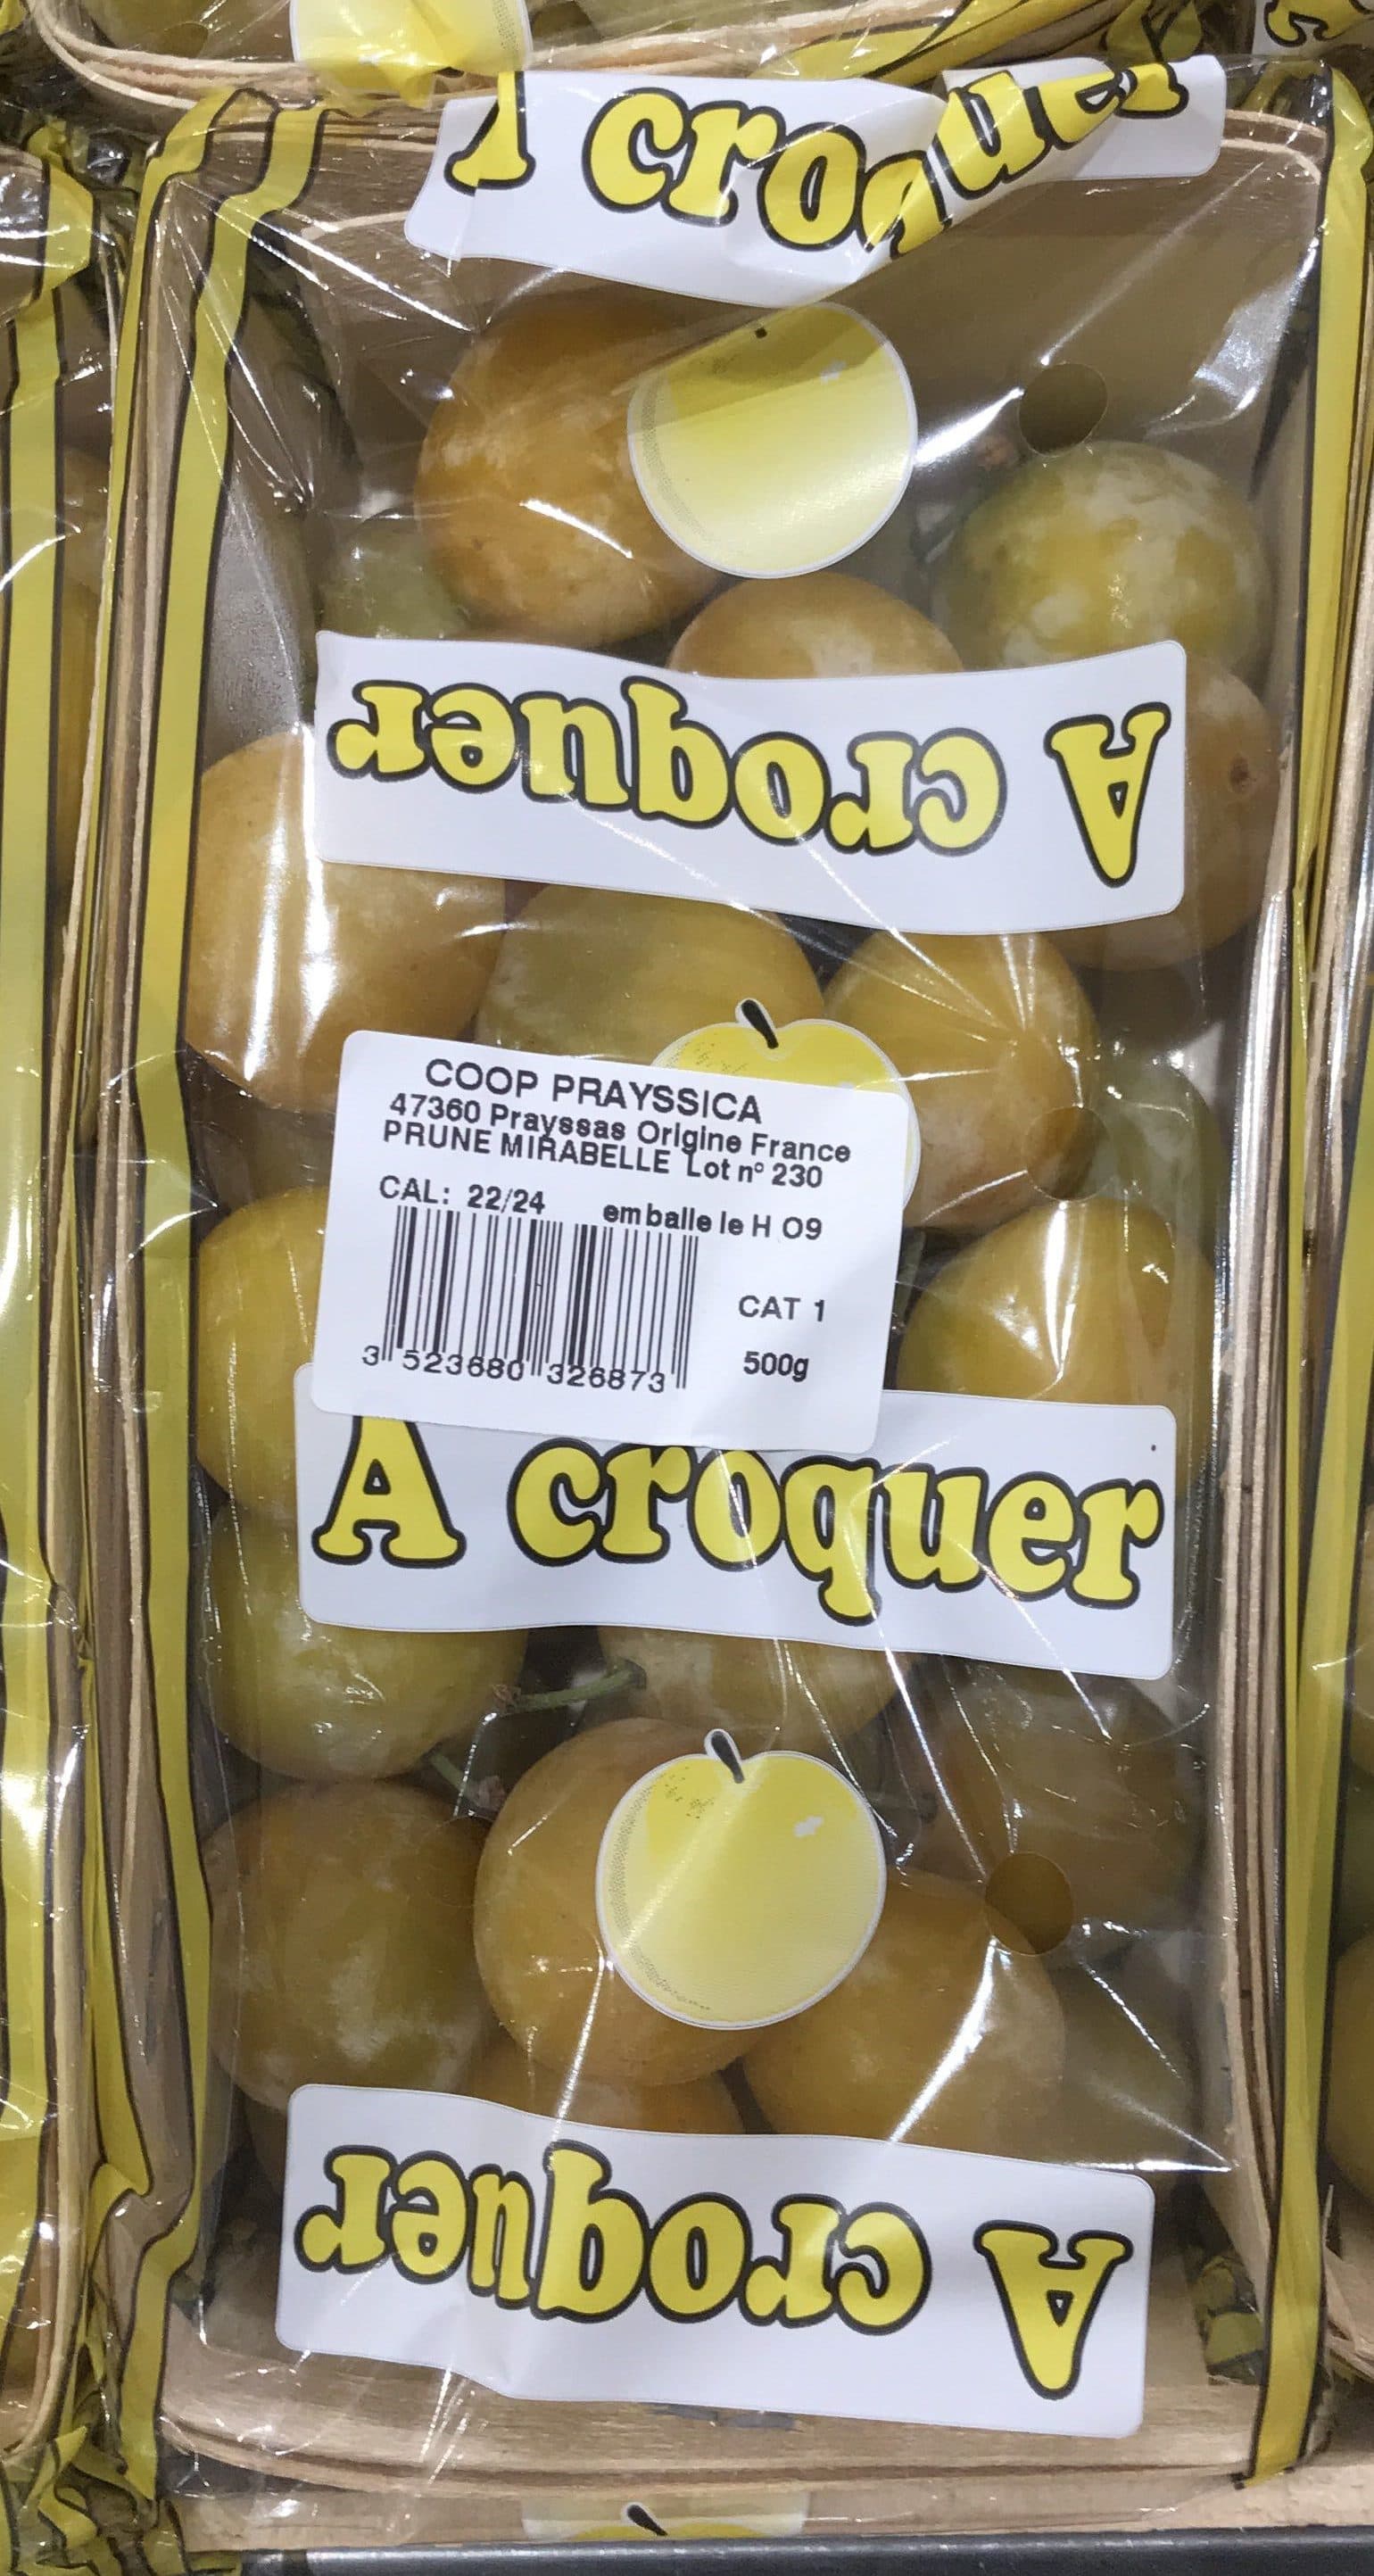 A croquer
A croquer
COOP PRAYSSICA
47360 Prayssas Origine France
PRUNE MIRABELLE Lot n° 230
CAL: 22/24 emballe le H 09
CAT 1
3 523680 326873
500g
A croquer
A croquer